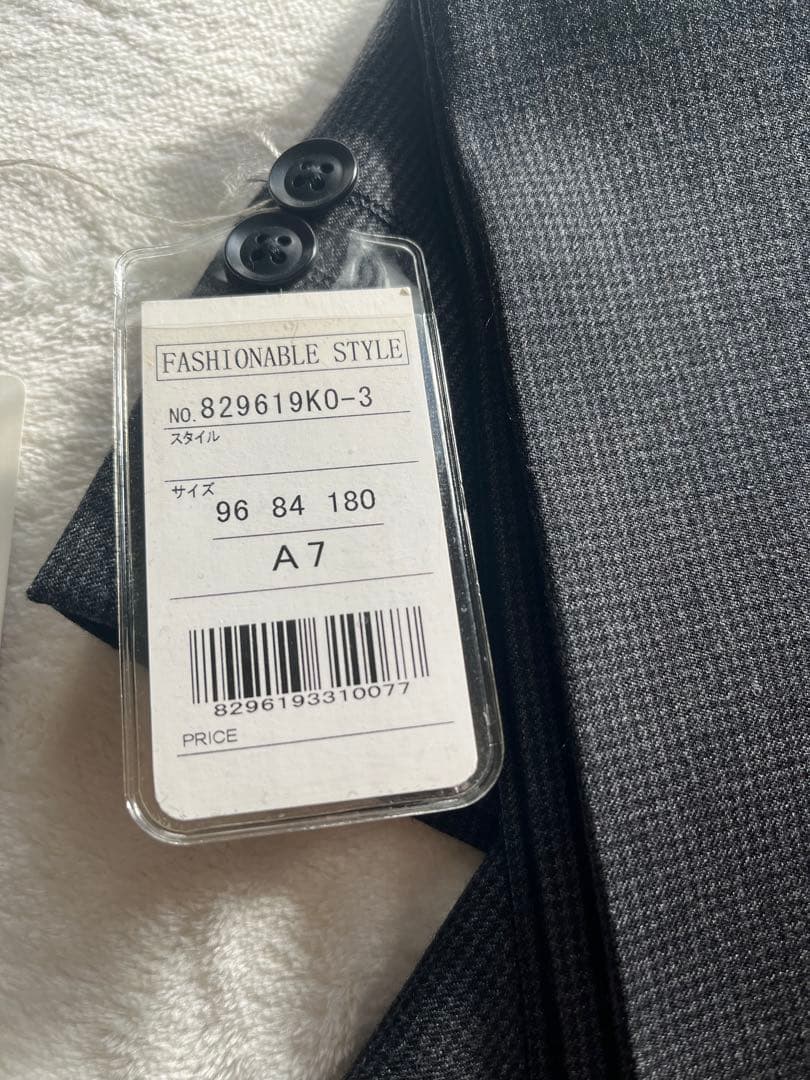 FASHIONABLE STYLE
NO. 829619K0-3
スタイル
サイズ
96 84 180
A7
8296193310077
PRICE